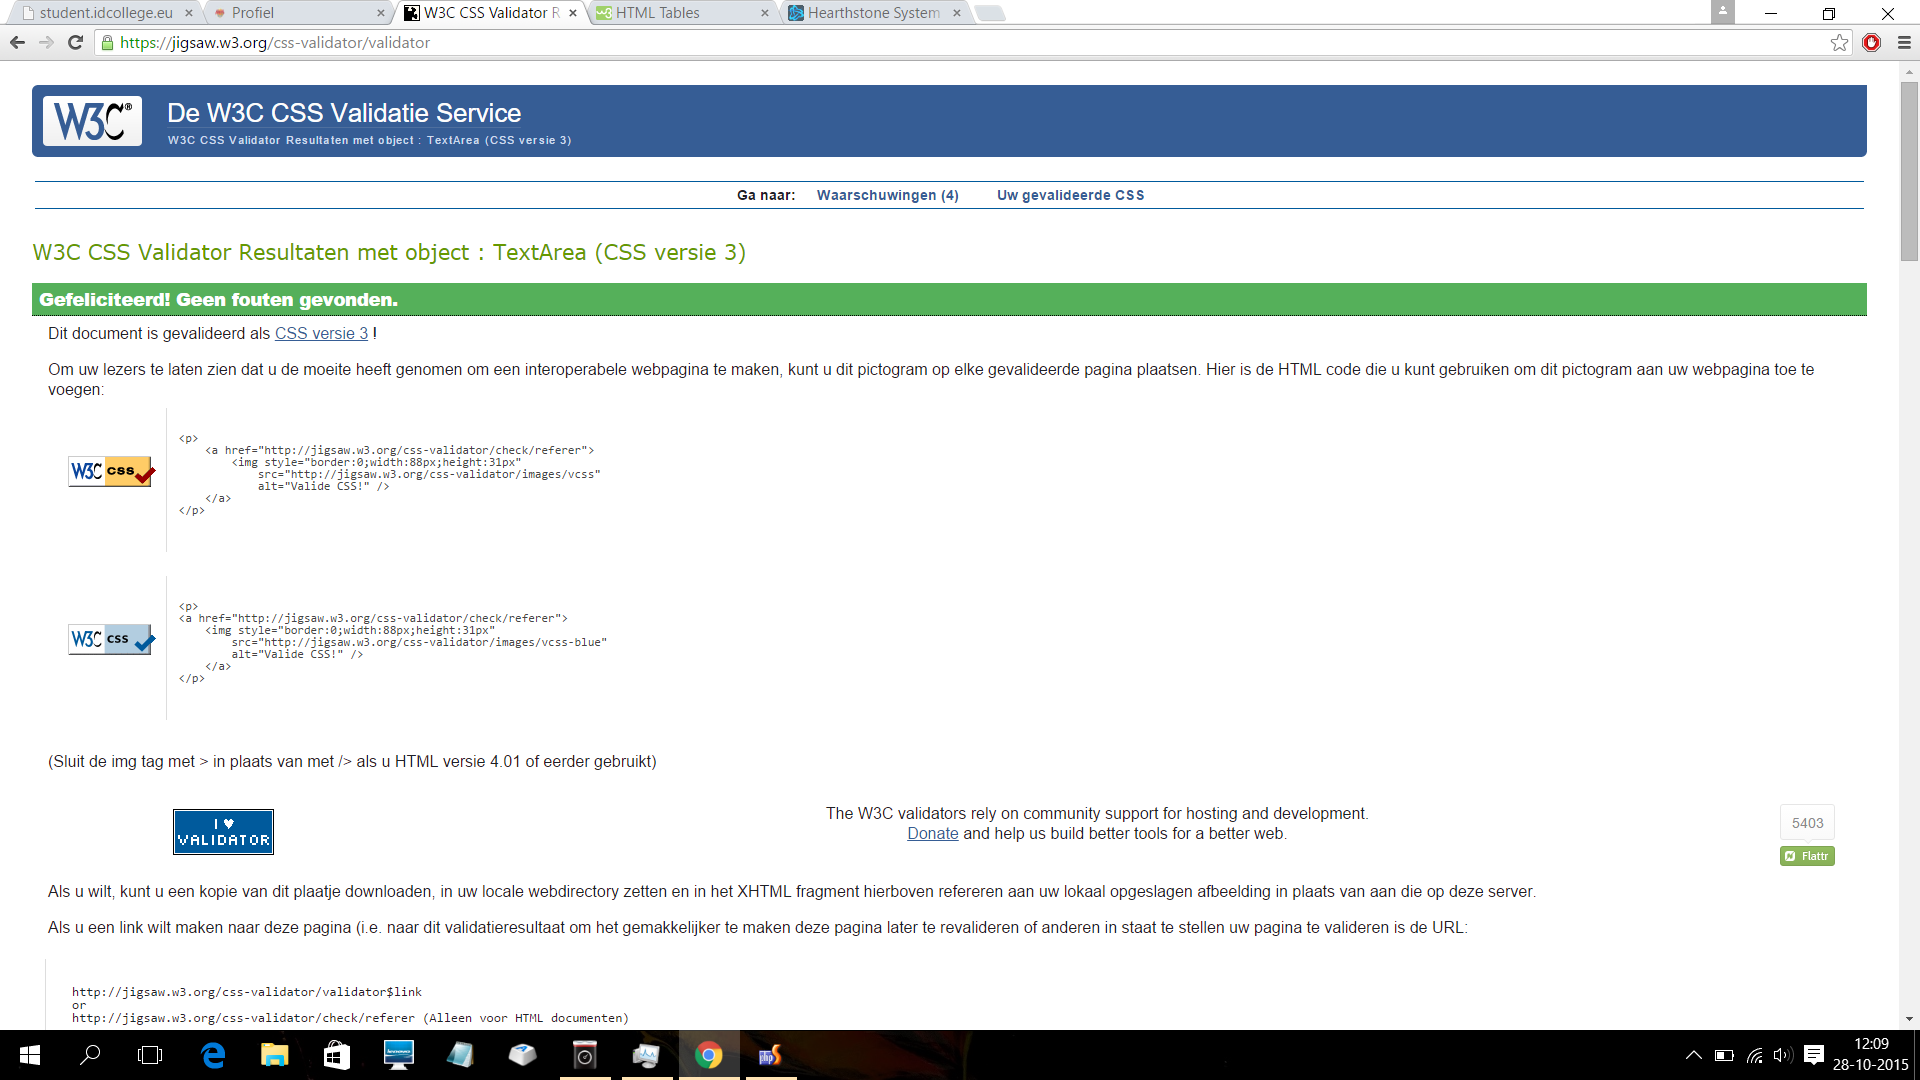 student.idcollege.eu
Profiel
W3C CSS Validator R
HTML Tables
Hearthstone System
https://jigsaw.w3.org/css-validator/validator
W3C®
De W3C CSS Validatie Service
W3C CSS Validator Resultaten met object : TextArea (CSS versie 3)
Ga naar: Waarschuwingen (4) Uw gevalideerde CSS
W3C CSS Validator Resultaten met object : TextArea (CSS versie 3)
Gefeliciteerd! Geen fouten gevonden.
Dit document is gevalideerd als CSS versie 3 !
Om uw lezers te laten zien dat u de moeite heeft genomen om een interoperabele webpagina te maken, kunt u dit pictogram op elke gevalideerde pagina plaatsen. Hier is de HTML code die u kunt gebruiken om dit pictogram aan uw webpagina toe te
voegen:
W3C css
<p>
<a href="http://jigsaw.w3.org/css-validator/check/referer">
<img style="border:0;width:88px;height:31px"
src="http://jigsaw.w3.org/css-validator/images/vcss"
alt="Valide CSS!" />
</a>
</p>
W3C css
<p>
<a href="http://jigsaw.w3.org/css-validator/check/referer">
<img style="border:0;width:88px;height:31px"
src="http://jigsaw.w3.org/css-validator/images/vcss-blue"
alt="Valide CSS!" />
</a>
</p>
(Sluit de img tag met > in plaats van met /> als u HTML versie 4.01 of eerder gebruikt)
I ♥
VALIDATOR
The W3C validators rely on community support for hosting and development.
Donate and help us build better tools for a better web.
5403
Flattr
Als u wilt, kunt u een kopie van dit plaatje downloaden, in uw locale webdirectory zetten en in het XHTML fragment hierboven refereren aan uw lokaal opgeslagen afbeelding in plaats van aan die op deze server.
Als u een link wilt maken naar deze pagina (i.e. naar dit validatieresultaat om het gemakkelijker te maken deze pagina later te revalideren of anderen in staat te stellen uw pagina te valideren is de URL:
http://jigsaw.w3.org/css-validator/validator$link
or
http://jigsaw.w3.org/css-validator/check/referer (Alleen voor HTML documenten)
12:09
28-10-2015